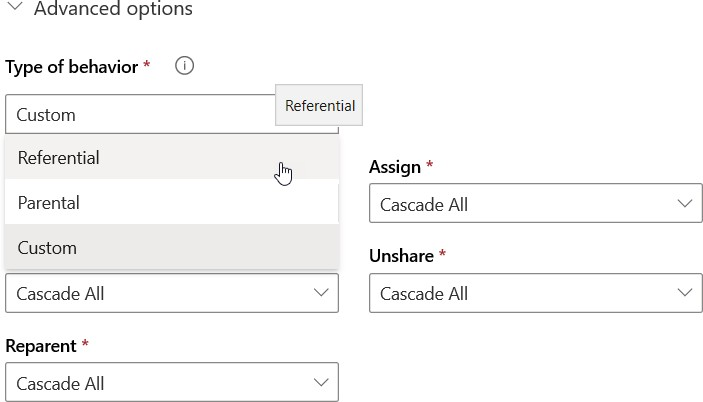 Advanced options
Type of behavior *
Custom
Referential
Referential
Parental
Custom
Assign *
Cascade All
Unshare *
Cascade All
Cascade All
Reparent *
Cascade All